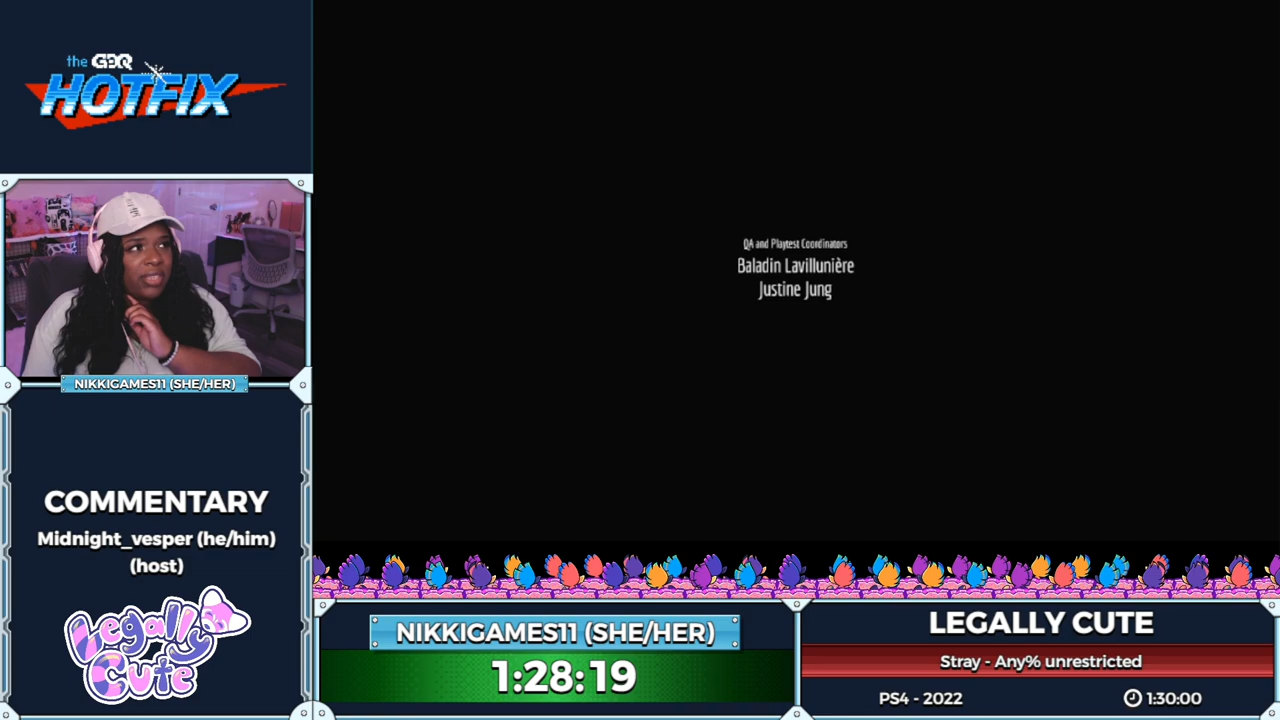 the GDQ
HOTFIX
QA and Playtest Coordinators
Baladin Lavillunière
Justine Jung
NIKKIGAMES11 (SHE/HER)
COMMENTARY
Midnight_vesper (he/him)
(host)
Legally
Cute
NIKKIGAMES11 (SHE/HER)
1:28:19
LEGALLY CUTE
Stray - Any% unrestricted
PS4 - 2022
1:30:00